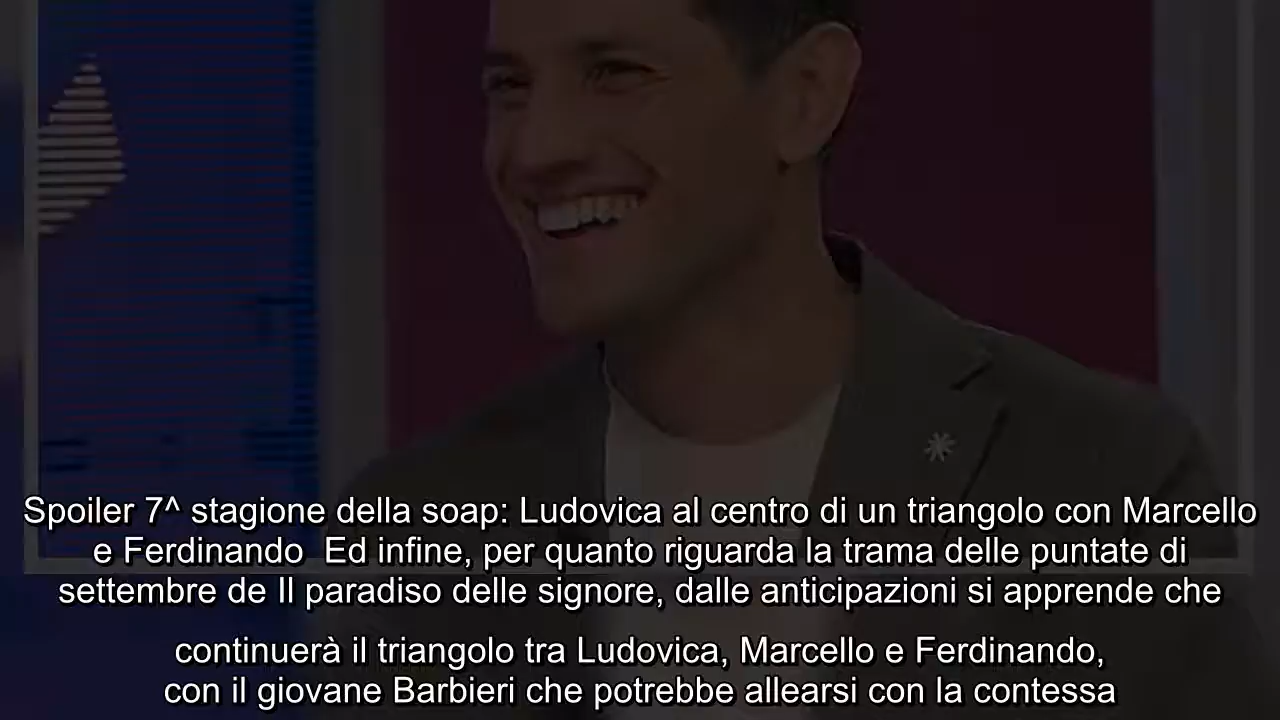 Spoiler 7^ stagione della soap: Ludovica al centro di un triangolo con Marcello
e Ferdinando  Ed infine, per quanto riguarda la trama delle puntate di
settembre de Il paradiso delle signore, dalle anticipazioni si apprende che
continuerà il triangolo tra Ludovica, Marcello e Ferdinando,
con il giovane Barbieri che potrebbe allearsi con la contessa